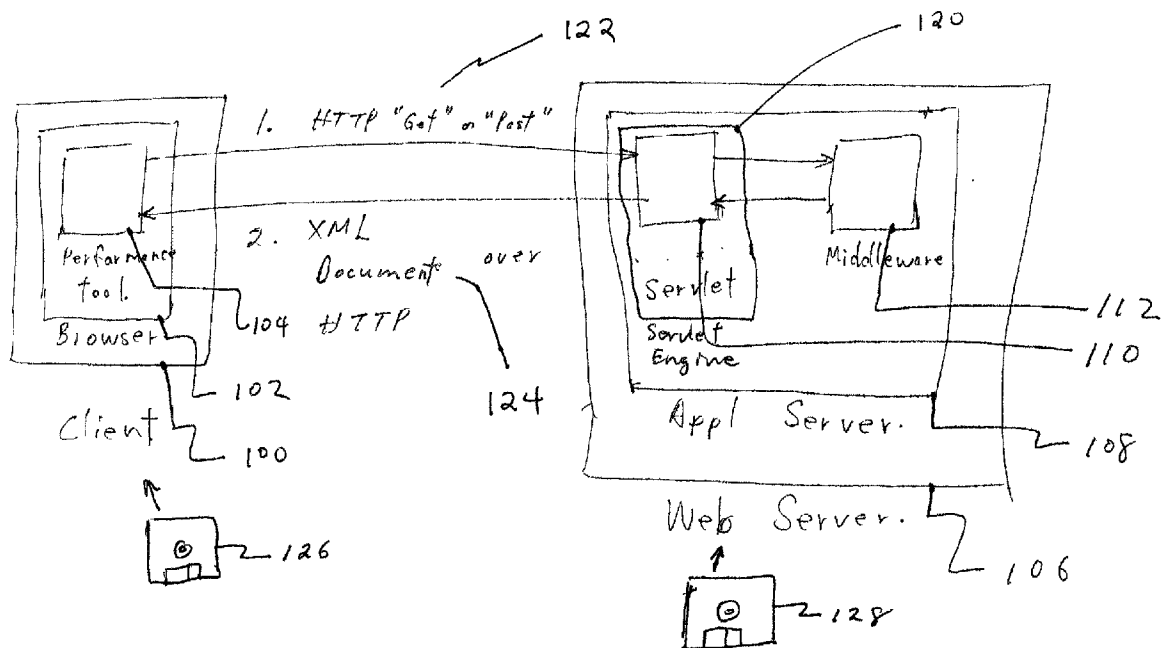 122
120
1. HTTP "Get" or "Post"
2. XML
Document over
HTTP
124
Performance
tool.
Browser
104
102
Client
100
126
Servlet
Servlet
Engine
Middleware
112
110
Appl Server.
108
Web Server.
106
128